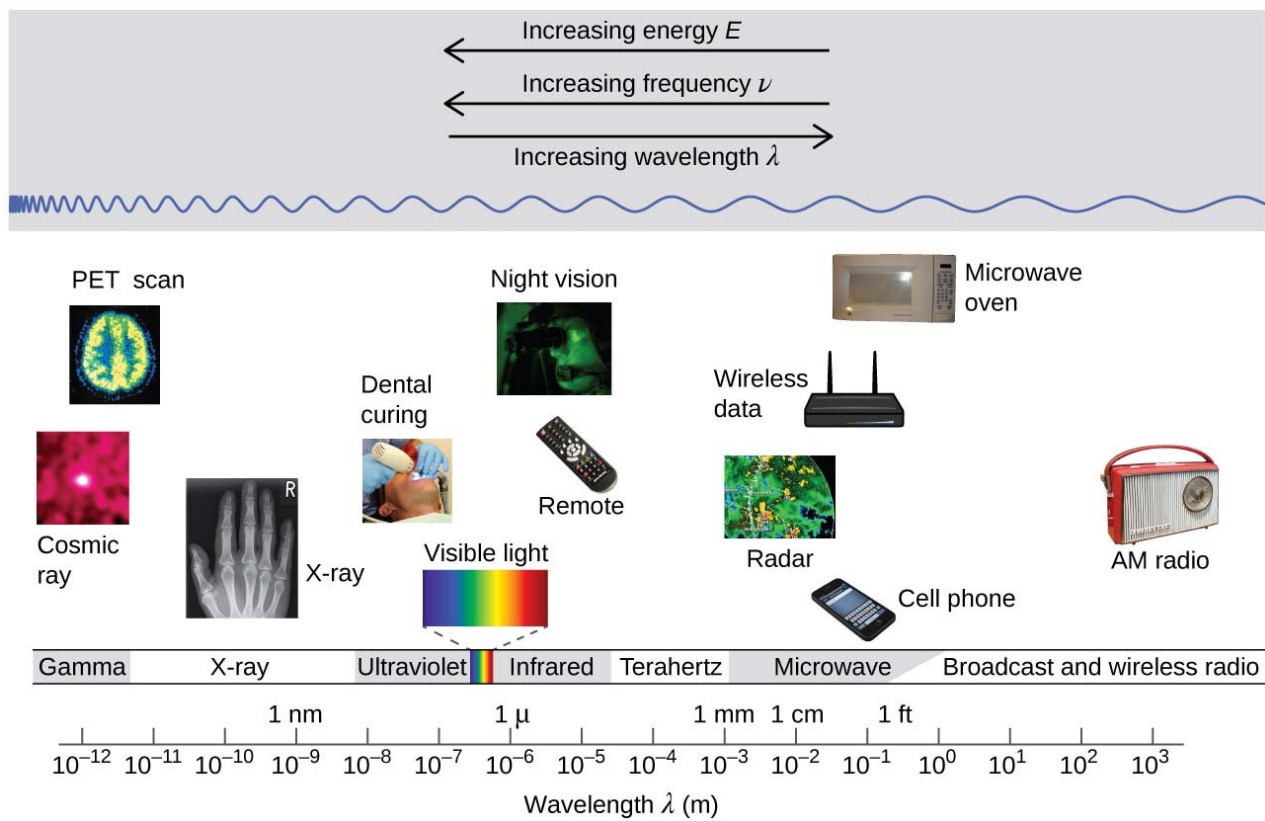 Increasing energy E
Increasing frequency ν
Increasing wavelength λ
PET scan
Night vision
Microwave
oven
Dental
curing
Wireless
data
Remote
Cosmic
ray
R
X-ray
Visible light
Radar
AM radio
Cell phone
Gamma X-ray Ultraviolet Infrared Terahertz Microwave Broadcast and wireless radio
1 nm 1 μ 1 mm 1 cm 1 ft
10⁻¹² 10⁻¹¹ 10⁻¹⁰ 10⁻⁹ 10⁻⁸ 10⁻⁷ 10⁻⁶ 10⁻⁵ 10⁻⁴ 10⁻³ 10⁻² 10⁻¹ 10⁰ 10¹ 10² 10³
Wavelength λ (m)